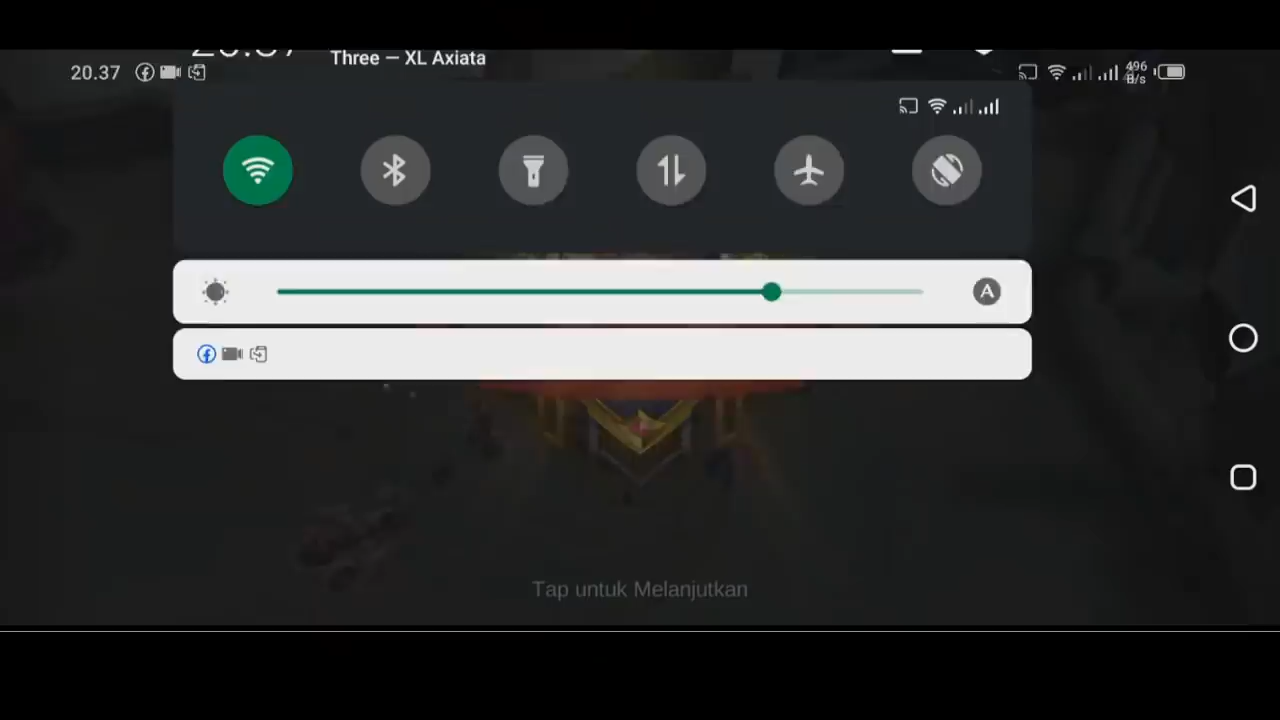 Three — XL Axiata
20.37
496
B/s
A
Tap untuk Melanjutkan